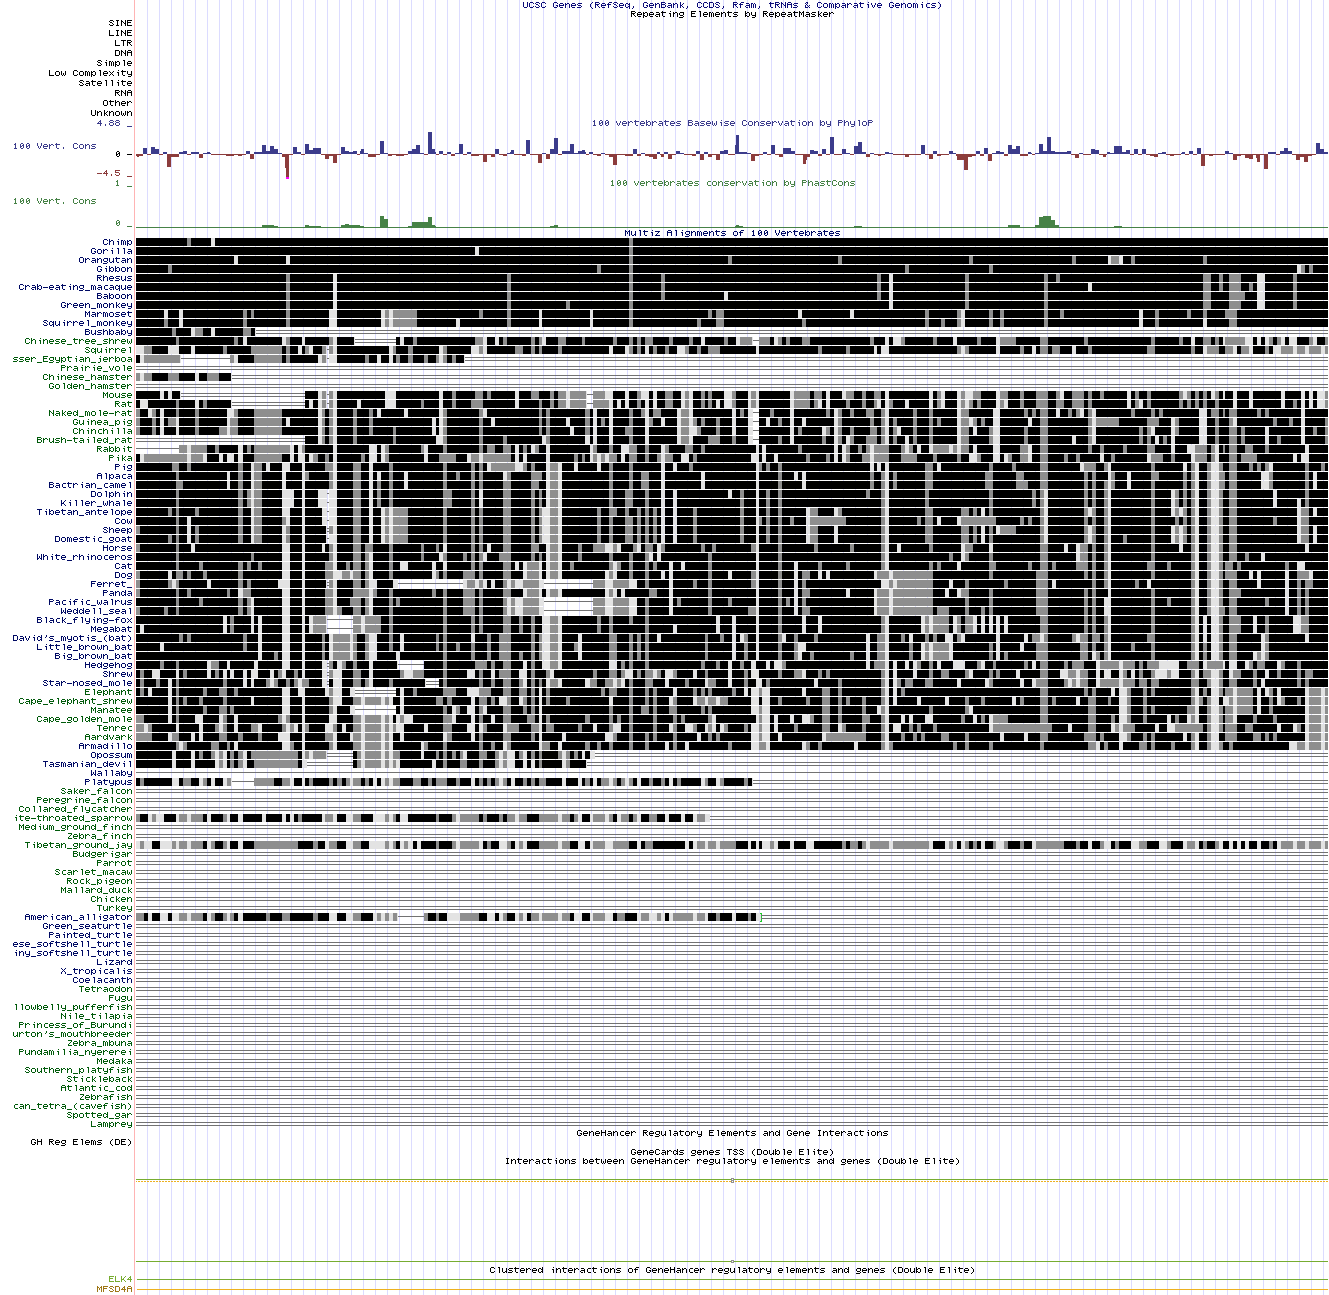 UCSC Genes (RefSeq, GenBank, CCDS, Rfam, tRNAs & Comparative Genomics)
Repeating Elements by RepeatMasker
SINE
LINE
LTR
DNA
Simple
Low Complexity
Satellite
RNA
Other
Unknown
100 vertebrates Basewise Conservation by PhyloP
4.88 _
100 Vert. Cons
0 -
-4.5 _
100 vertebrates conservation by PhastCons
1 _
100 Vert. Cons
0 _
Multiz Alignments of 100 Vertebrates
Chimp
Gorilla
Orangutan
Gibbon
Rhesus
Crab-eating_macaque
Baboon
Green_monkey
Marmoset
Squirrel_monkey
Bushbaby
Chinese_tree_shrew
Squirrel
sser_Egyptian_jerboa
Prairie_vole
Chinese_hamster
Golden_hamster
Mouse
Rat
Naked_mole-rat
Guinea_pig
Chinchilla
Brush-tailed_rat
Rabbit
Pika
Pig
Alpaca
Bactrian_camel
Dolphin
Killer_whale
Tibetan_antelope
Cow
Sheep
Domestic_goat
Horse
White_rhinoceros
Cat
Dog
Ferret_
Panda
Pacific_walrus
Weddell_seal
Black_flying-fox
Megabat
David's_myotis_(bat)
Little_brown_bat
Big_brown_bat
Hedgehog
Shrew
Star-nosed_mole
Elephant
Cape_elephant_shrew
Manatee
Cape_golden_mole
Tenrec
Aardvark
Armadillo
Opossum
Tasmanian_devil
Wallaby
Platypus
Saker_falcon
Peregrine_falcon
Collared_flycatcher
ite-throated_sparrow
Medium_ground_finch
Zebra_finch
Tibetan_ground_jay
Budgerigar
Parrot
Scarlet_macaw
Rock_pigeon
Mallard_duck
Chicken
Turkey
American_alligator
Green_seaturtle
Painted_turtle
ese_softshell_turtle
iny_softshell_turtle
Lizard
X_tropicalis
Coelacanth
Tetraodon
Fugu
llowbelly_pufferfish
Nile_tilapia
Princess_of_Burundi
urton's_mouthbreeder
Zebra_mbuna
Pundamilia_nyererei
Medaka
Southern_platyfish
Stickleback
Atlantic_cod
Zebrafish
can_tetra_(cavefish)
Spotted_gar
Lamprey
GeneHancer Regulatory Elements and Gene Interactions
GH Reg Elems (DE)
GeneCards genes TSS (Double Elite)
Interactions between GeneHancer regulatory elements and genes (Double Elite)
Clustered interactions of GeneHancer regulatory elements and genes (Double Elite)
ELK4
MFSD4A